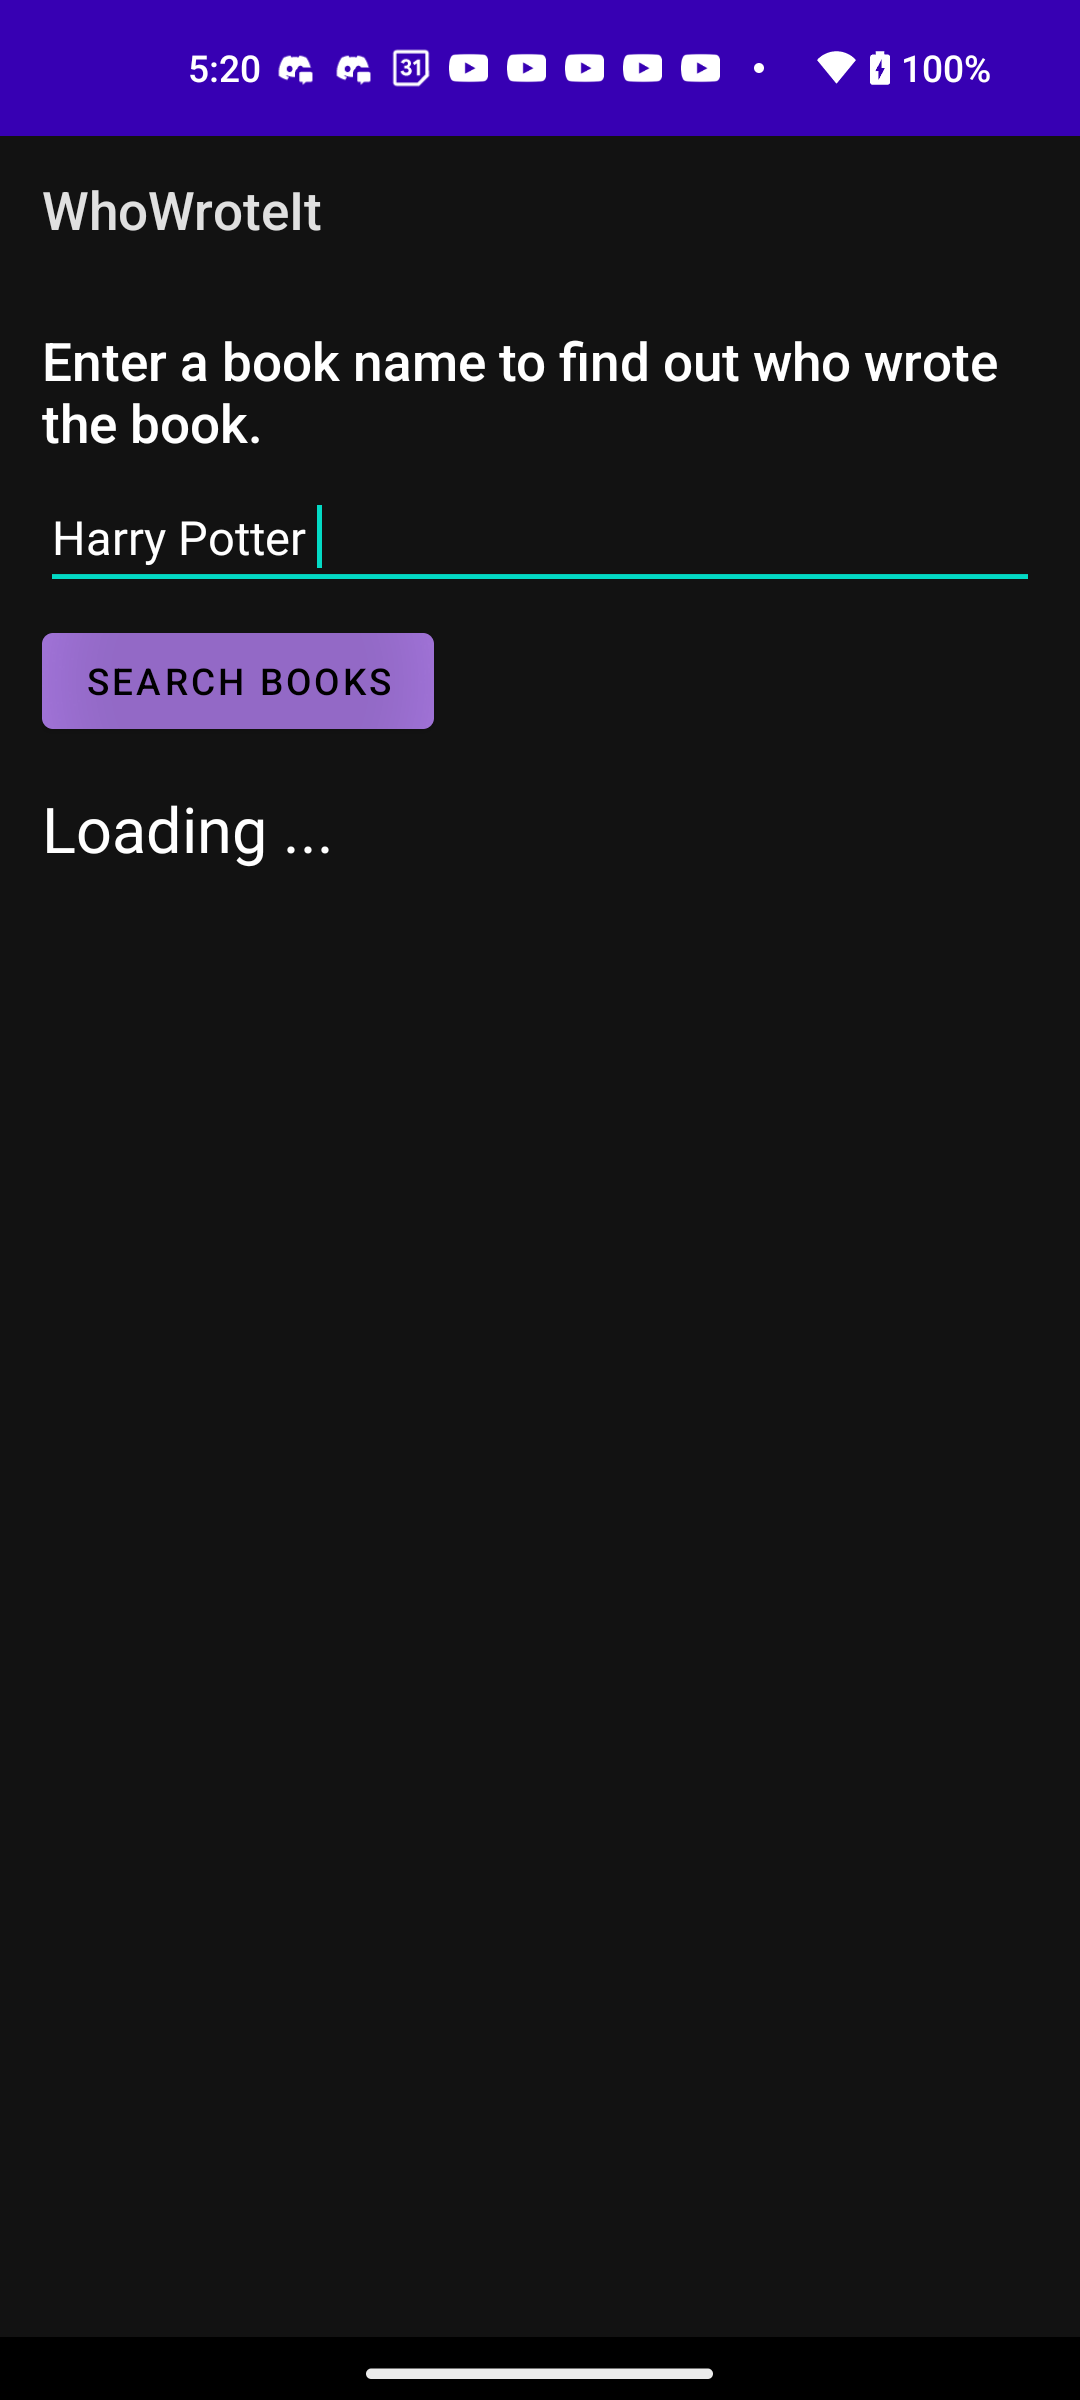 5:20 31 100%
WhoWroteIt
Enter a book name to find out who wrote
the book.
Harry Potter
SEARCH BOOKS
Loading ...